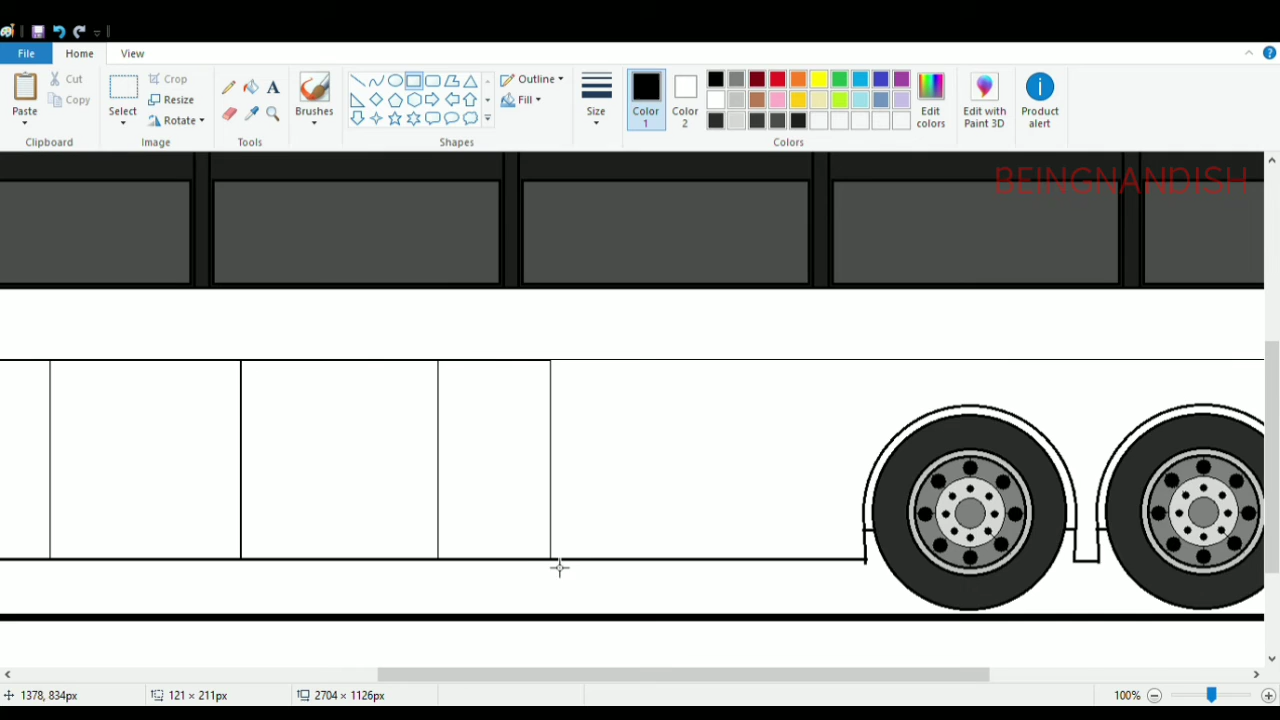 File Home View
Paste Cut Copy Clipboard
Select Crop Resize Rotate Image
Tools
Brushes
Outline Fill Shapes
Size
Color 1 Color 2 Edit colors Colors
Edit with Paint 3D
Product alert
BEINGNANDISH
1378, 834px 121 × 211px 2704 × 1126px 100%